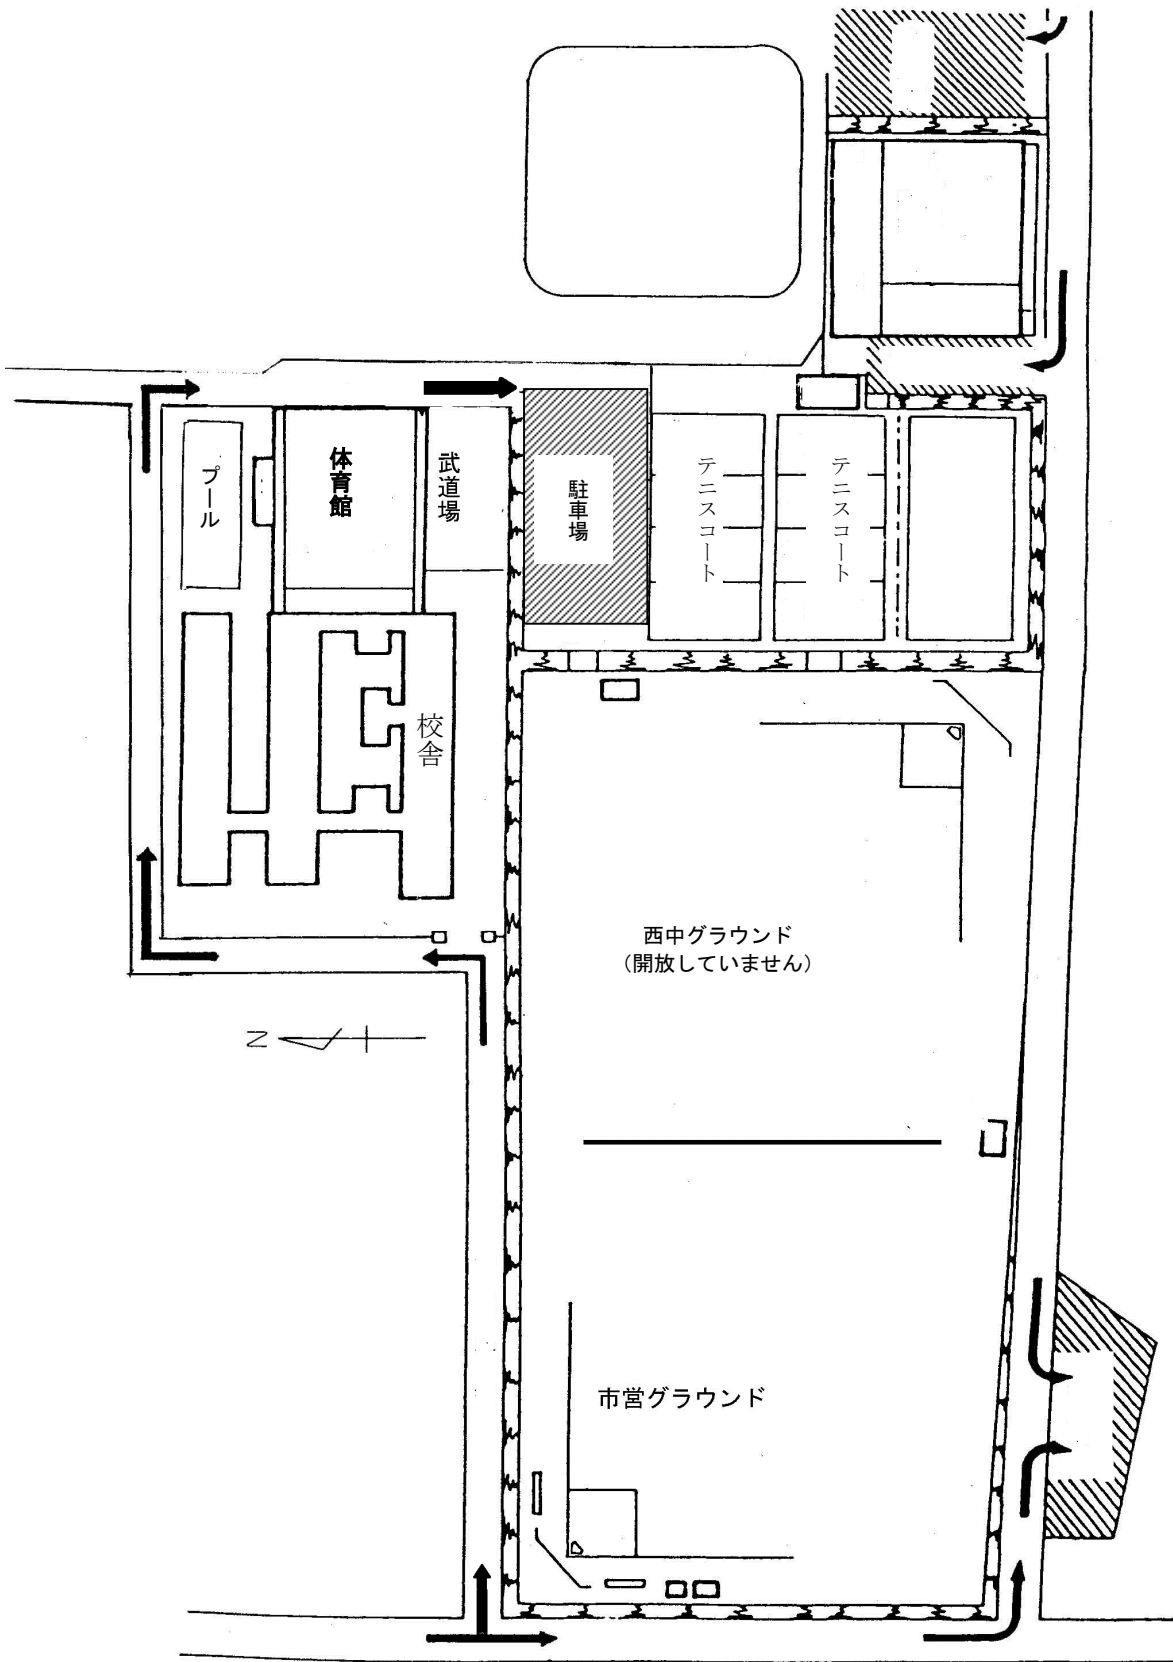 プール
体育館
武道場
駐車場
テニスコート
テニスコート
校舎
西中グラウンド
（開放していません）
N
市営グラウンド